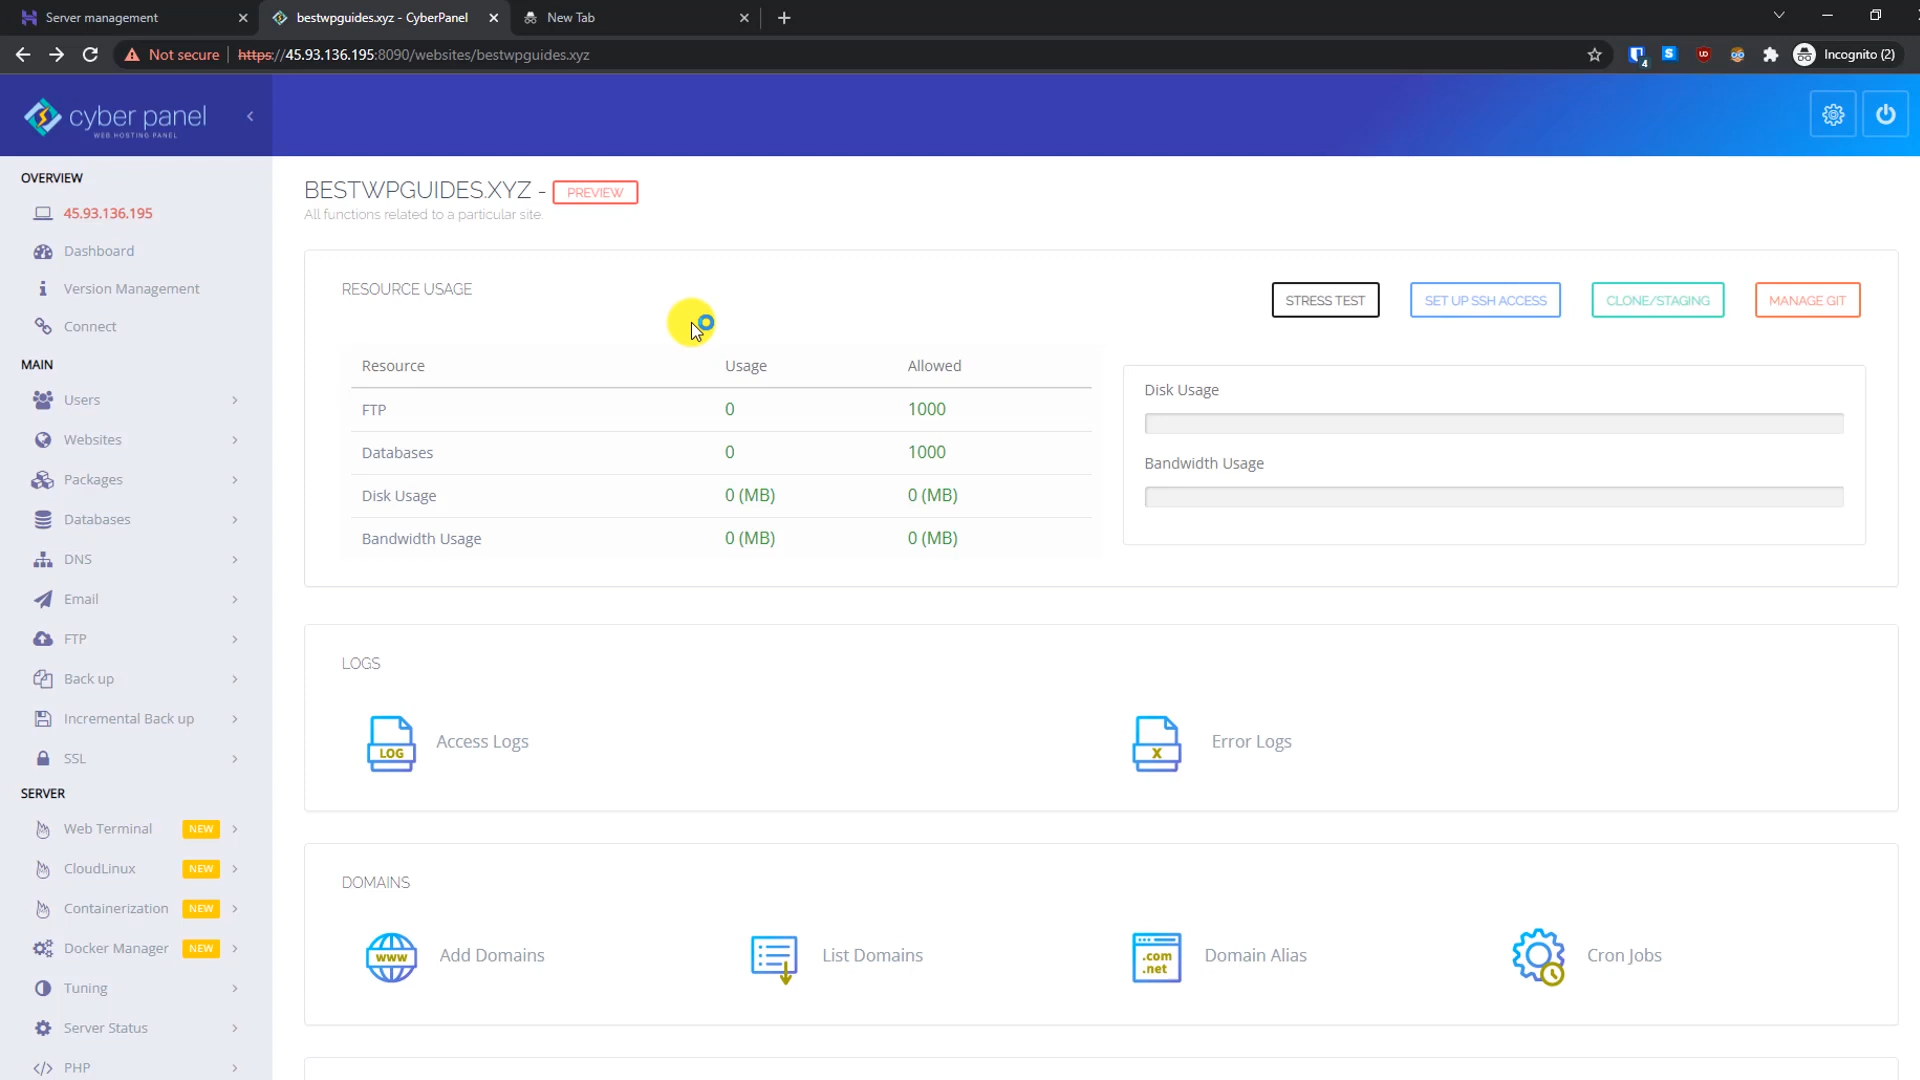 Server management
bestwpguides.xyz - CyberPanel
New Tab
Not secure
https://45.93.136.195:8090/websites/bestwpguides.xyz
4
S
Incognito (2)
cyber panel
WEB HOSTING PANEL
OVERVIEW
45.93.136.195
Dashboard
Version Management
Connect
MAIN
Users
Websites
Packages
Databases
DNS
Email
FTP
Back up
Incremental Back up
SSL
SERVER
Web Terminal NEW
CloudLinux NEW
Containerization NEW
Docker Manager NEW
Tuning
Server Status
PHP
BESTWPGUIDES.XYZ - PREVIEW
All functions related to a particular site.
RESOURCE USAGE
STRESS TEST
SET UP SSH ACCESS
CLONE/STAGING
MANAGE GIT
Resource Usage Allowed
FTP 0 1000
Databases 0 1000
Disk Usage 0 (MB) 0 (MB)
Bandwidth Usage 0 (MB) 0 (MB)
Disk Usage
Bandwidth Usage
LOGS
LOG
Access Logs
X
Error Logs
DOMAINS
www
Add Domains
List Domains
.com
.net
Domain Alias
Cron Jobs